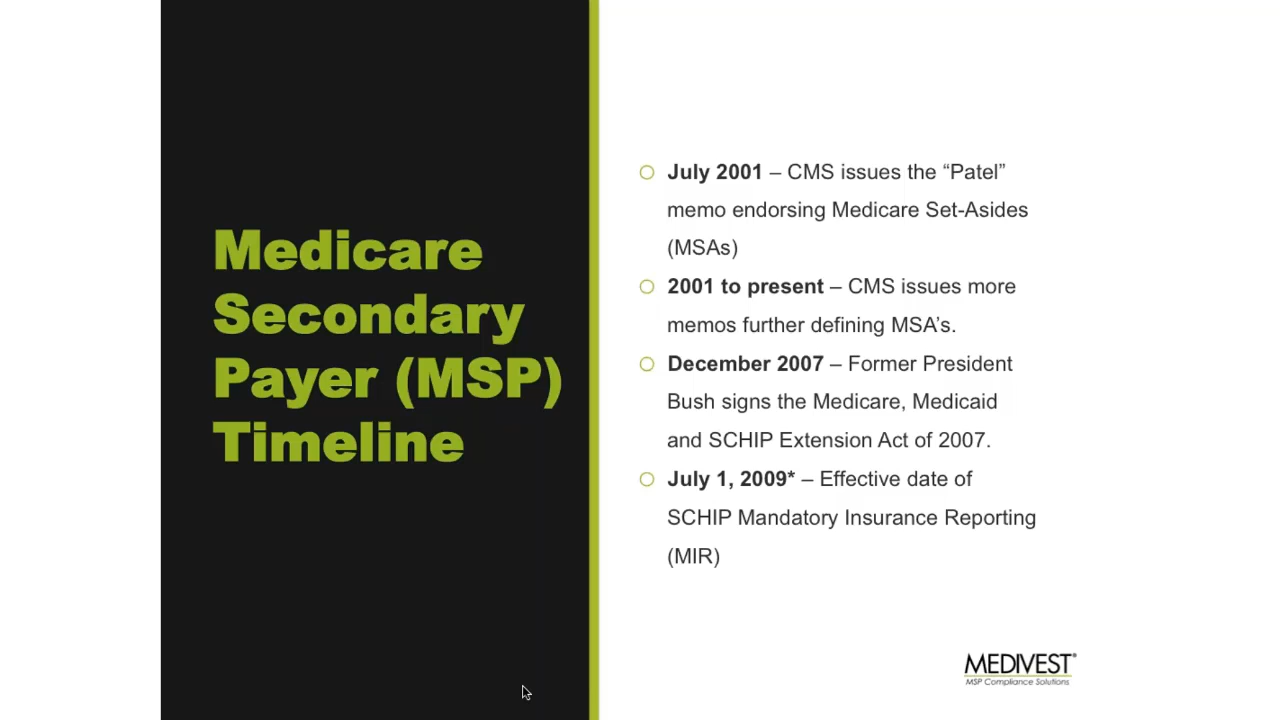 Medicare
Secondary
Payer (MSP)
Timeline
July 2001 – CMS issues the “Patel”
memo endorsing Medicare Set-Asides
(MSAs)
2001 to present – CMS issues more
memos further defining MSA’s.
December 2007 – Former President
Bush signs the Medicare, Medicaid
and SCHIP Extension Act of 2007.
July 1, 2009* – Effective date of
SCHIP Mandatory Insurance Reporting
(MIR)
MEDIVEST®
MSP Compliance Solutions